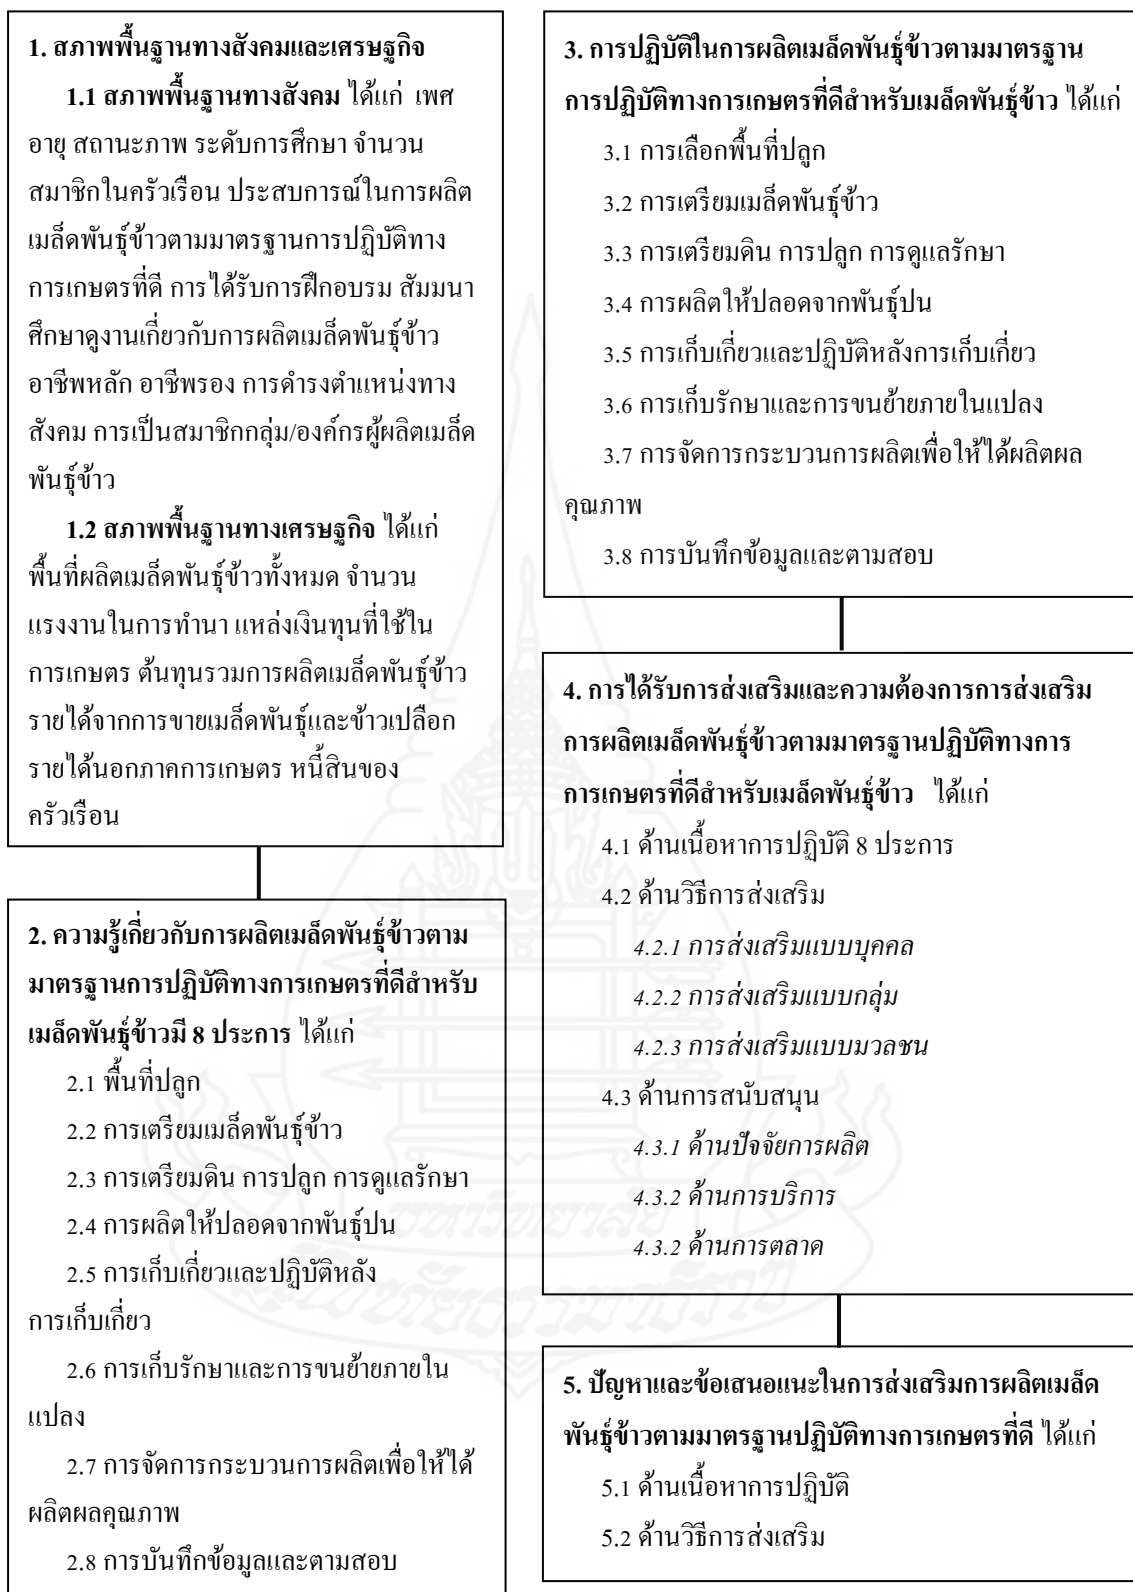 1. สภาพพื้นฐานทางสังคมและเศรษฐกิจ
1.1 สภาพพื้นฐานทางสังคม ได้แก่ เพศ
อายุ สถานะภาพ ระดับการศึกษา จำนวน
สมาชิกในครัวเรือน ประสบการณ์ในการผลิต
เมล็ดพันธุ์ข้าวตามมาตรฐานการปฏิบัติทาง
การเกษตรที่ดี การได้รับการฝึกอบรม สัมมนา
ศึกษาดูงานเกี่ยวกับการผลิตเมล็ดพันธุ์ข้าว
อาชีพหลัก อาชีพรอง การดำรงตำแหน่งทาง
สังคม การเป็นสมาชิกกลุ่ม/องค์กรผู้ผลิตเมล็ด
พันธุ์ข้าว
1.2 สภาพพื้นฐานทางเศรษฐกิจ ได้แก่
พื้นที่ผลิตเมล็ดพันธุ์ข้าวทั้งหมด จำนวน
แรงงานในการทำนา แหล่งเงินทุนที่ใช้ใน
การเกษตร ต้นทุนรวมการผลิตเมล็ดพันธุ์ข้าว
รายได้จากการขายเมล็ดพันธุ์และข้าวเปลือก
รายได้นอกภาคการเกษตร หนี้สินของ
ครัวเรือน
2. ความรู้เกี่ยวกับการผลิตเมล็ดพันธุ์ข้าวตาม
มาตรฐานการปฏิบัติทางการเกษตรที่ดีสำหรับ
เมล็ดพันธุ์ข้าวมี 8 ประการ ได้แก่
2.1 พื้นที่ปลูก
2.2 การเตรียมเมล็ดพันธุ์ข้าว
2.3 การเตรียมดิน การปลูก การดูแลรักษา
2.4 การผลิตให้ปลอดจากพันธุ์ปน
2.5 การเก็บเกี่ยวและปฏิบัติหลัง
การเก็บเกี่ยว
2.6 การเก็บรักษาและการขนย้ายภายใน
แปลง
2.7 การจัดการกระบวนการผลิตเพื่อให้ได้
ผลิตผลคุณภาพ
2.8 การบันทึกข้อมูลและตามสอบ
3. การปฏิบัติในการผลิตเมล็ดพันธุ์ข้าวตามมาตรฐาน
การปฏิบัติทางการเกษตรที่ดีสำหรับเมล็ดพันธุ์ข้าว ได้แก่
3.1 การเลือกพื้นที่ปลูก
3.2 การเตรียมเมล็ดพันธุ์ข้าว
3.3 การเตรียมดิน การปลูก การดูแลรักษา
3.4 การผลิตให้ปลอดจากพันธุ์ปน
3.5 การเก็บเกี่ยวและปฏิบัติหลังการเก็บเกี่ยว
3.6 การเก็บรักษาและการขนย้ายภายในแปลง
3.7 การจัดการกระบวนการผลิตเพื่อให้ได้ผลิตผล
คุณภาพ
3.8 การบันทึกข้อมูลและตามสอบ
4. การได้รับการส่งเสริมและความต้องการการส่งเสริม
การผลิตเมล็ดพันธุ์ข้าวตามมาตรฐานปฏิบัติทางการ
การเกษตรที่ดีสำหรับเมล็ดพันธุ์ข้าว ได้แก่
4.1 ด้านเนื้อหาการปฏิบัติ 8 ประการ
4.2 ด้านวิธีการส่งเสริม
4.2.1 การส่งเสริมแบบบุคคล
4.2.2 การส่งเสริมแบบกลุ่ม
4.2.3 การส่งเสริมแบบมวลชน
4.3 ด้านการสนับสนุน
4.3.1 ด้านปัจจัยการผลิต
4.3.2 ด้านการบริการ
4.3.2 ด้านการตลาด
5. ปัญหาและข้อเสนอแนะในการส่งเสริมการผลิตเมล็ด
พันธุ์ข้าวตามมาตรฐานปฏิบัติทางการเกษตรที่ดี ได้แก่
5.1 ด้านเนื้อหาการปฏิบัติ
5.2 ด้านวิธีการส่งเสริม
มหาวิทยาลัย
สุโขทัยธรรมาธิราช